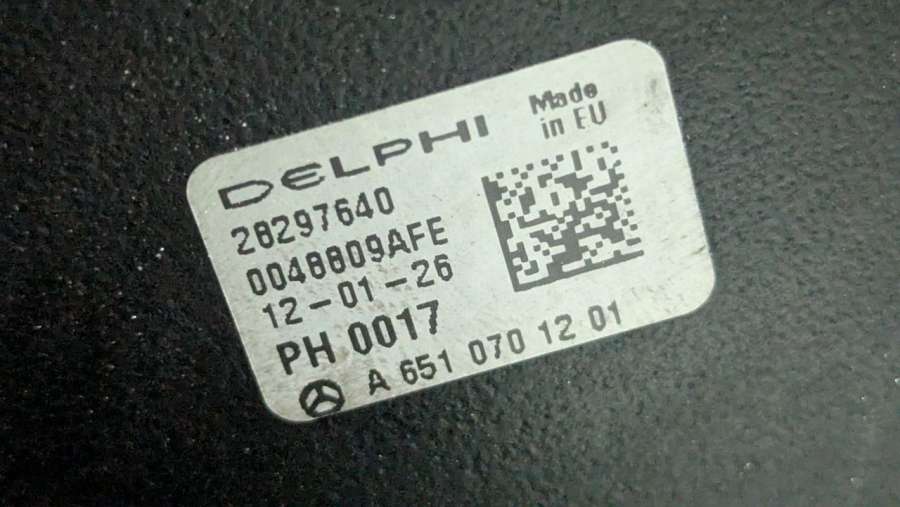 DELPHI
Made
in EU
28297640
0048809AFE
12-01-26
PH 0017
A 651 070 12 01